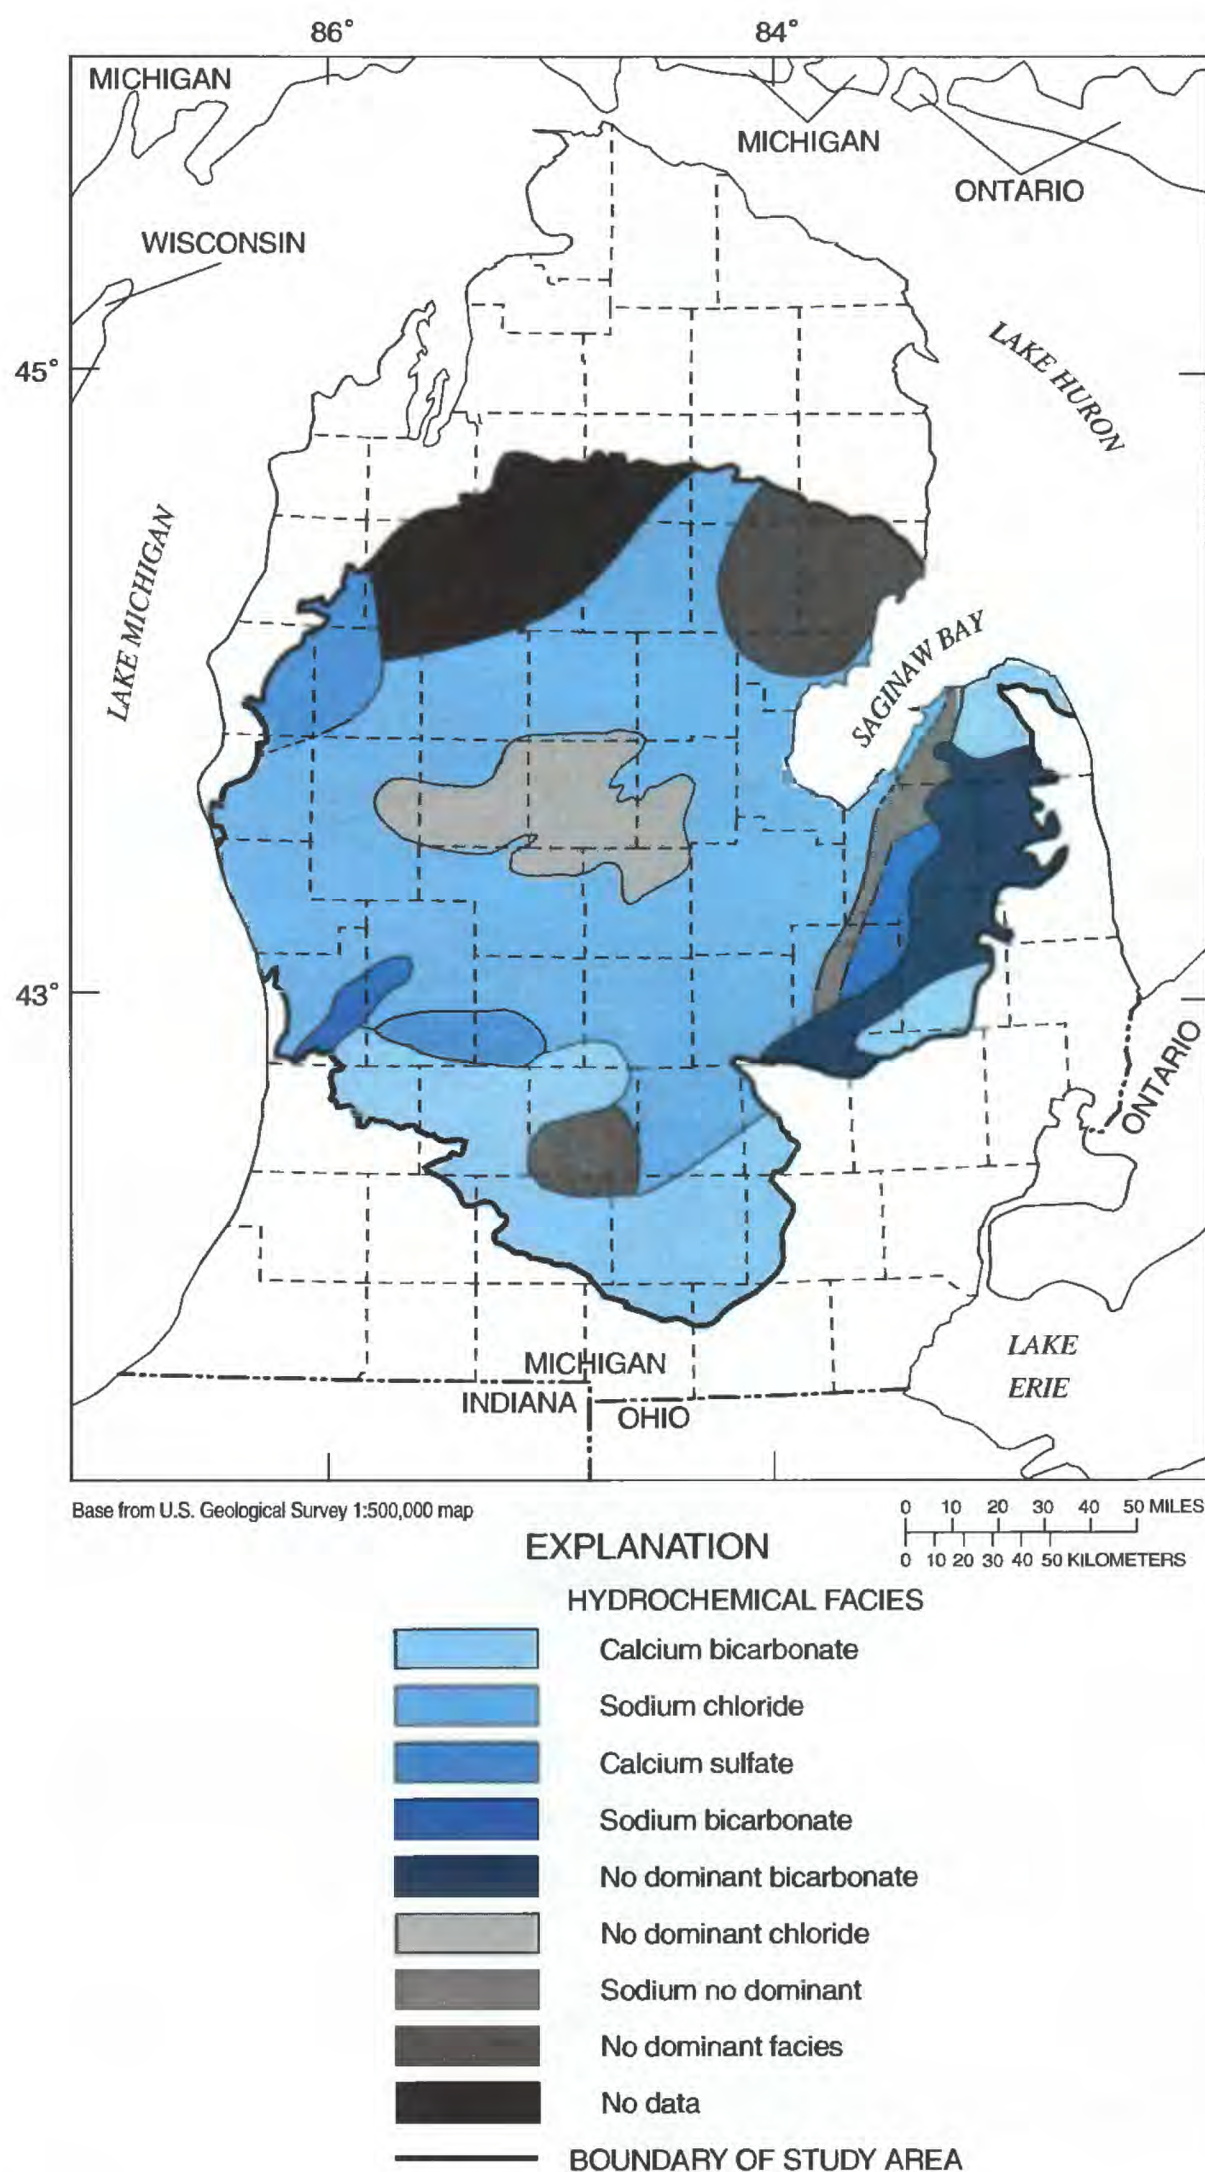 86° 84°
MICHIGAN
MICHIGAN
ONTARIO
WISCONSIN
45°
LAKE HURON
LAKE MICHIGAN
SAGINAW BAY
43°
ONTARIO
LAKE
ERIE
MICHIGAN
INDIANA
OHIO
Base from U.S. Geological Survey 1:500,000 map
0 10 20 30 40 50 MILES
0 10 20 30 40 50 KILOMETERS
EXPLANATION
HYDROCHEMICAL FACIES
Calcium bicarbonate
Sodium chloride
Calcium sulfate
Sodium bicarbonate
No dominant bicarbonate
No dominant chloride
Sodium no dominant
No dominant facies
No data
BOUNDARY OF STUDY AREA